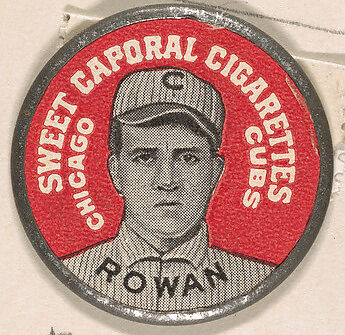 SWEET CAPORAL CIGARETTES
CHICAGO
CUBS
C
ROWAN